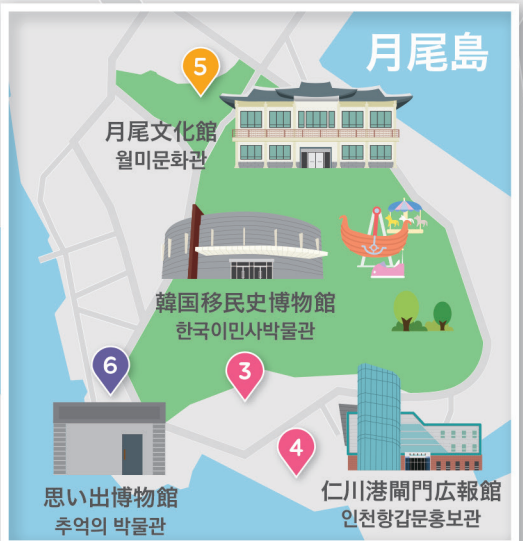 月尾島
5
月尾文化館
월미문화관
韓国移民史博物館
한국이민사박물관
6
3
4
思い出博物館
추억의 박물관
仁川港閘門広報館
인천항갑문홍보관